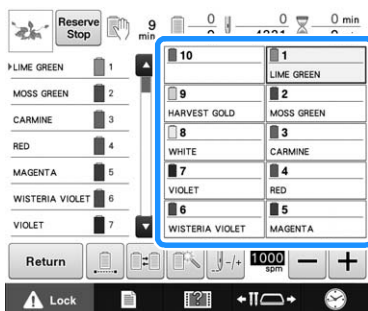 Reserve Stop
9 min
0
0
0 min
LIME GREEN 1
MOSS GREEN 2
CARMINE 3
RED 4
MAGENTA 5
WISTERIA VIOLET 6
VIOLET 7
10
1
LIME GREEN
9
HARVEST GOLD
2
MOSS GREEN
8
WHITE
3
CARMINE
7
VIOLET
4
RED
6
WISTERIA VIOLET
5
MAGENTA
Return
-/+
1000 spm
− +
Lock